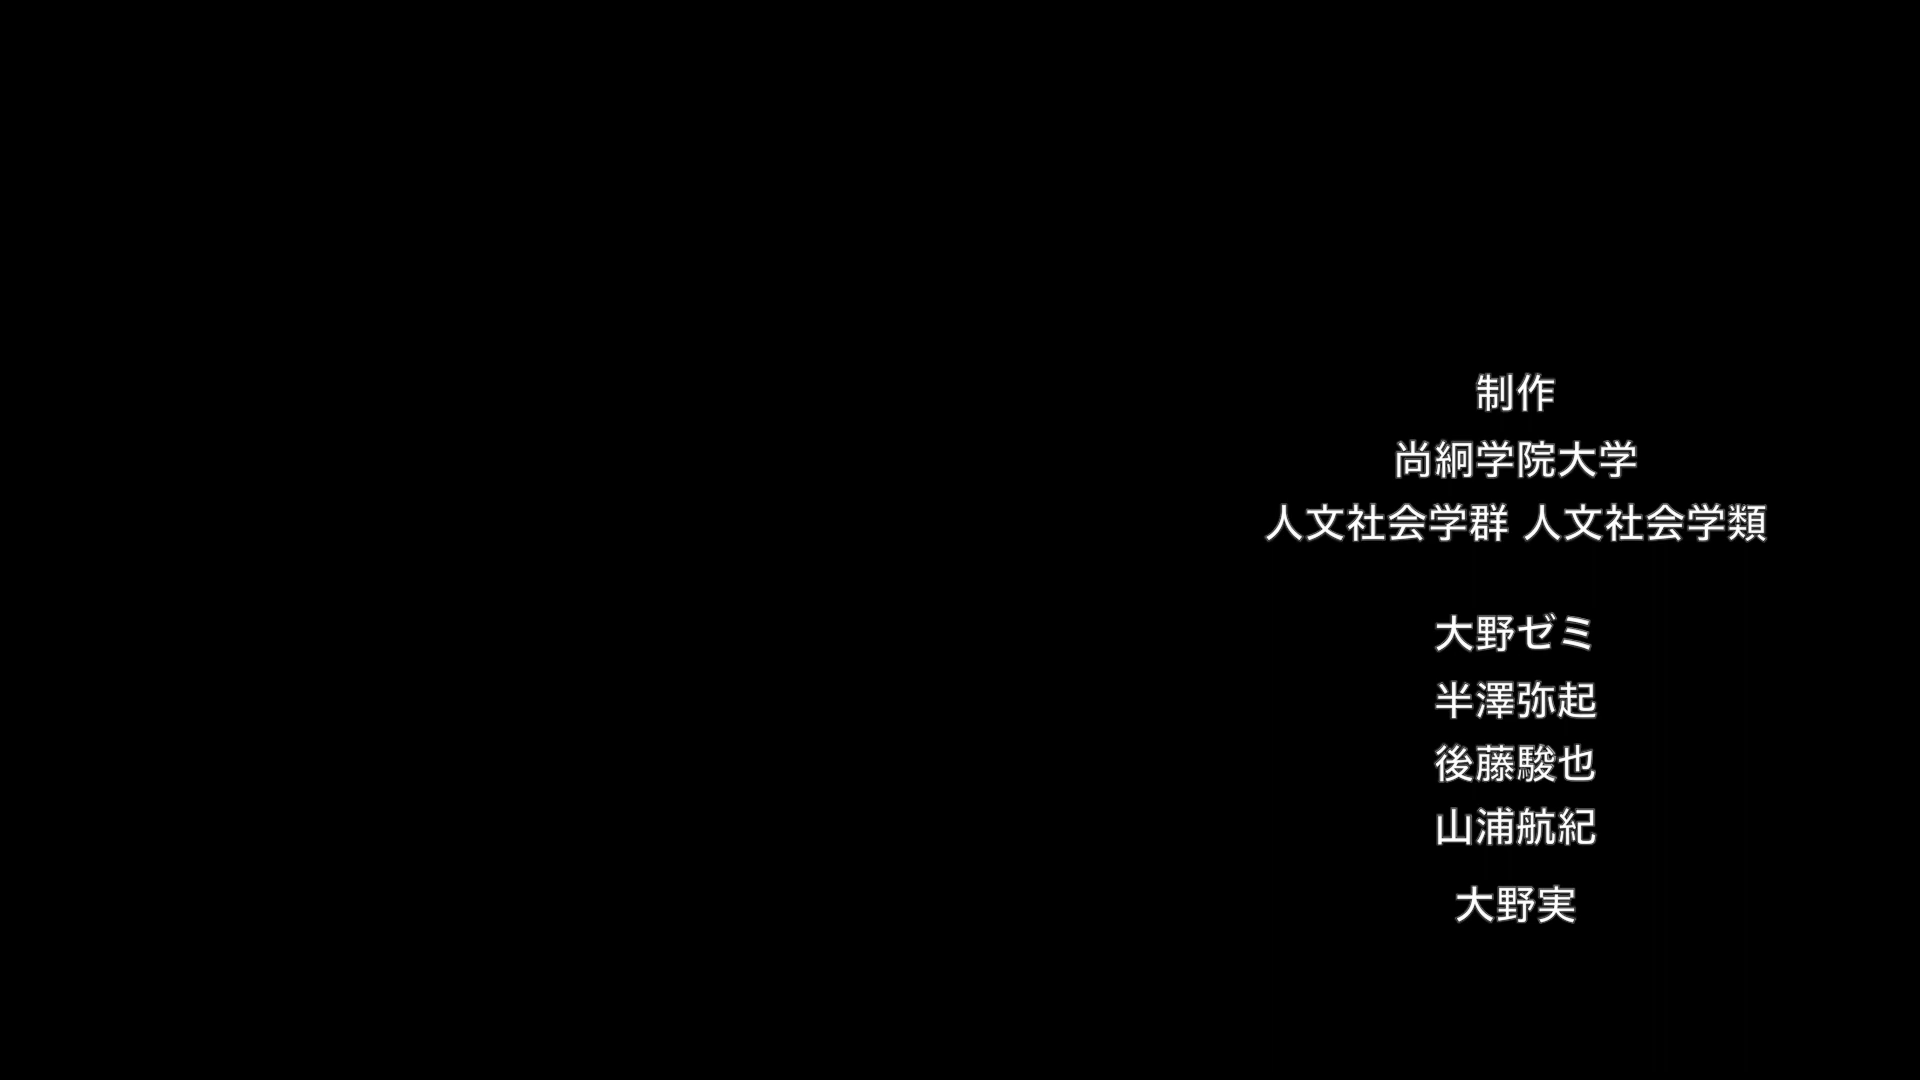 制作
尚絅学院大学
人文社会学群 人文社会学類
大野ゼミ
半澤弥起
後藤駿也
山浦航紀
大野実